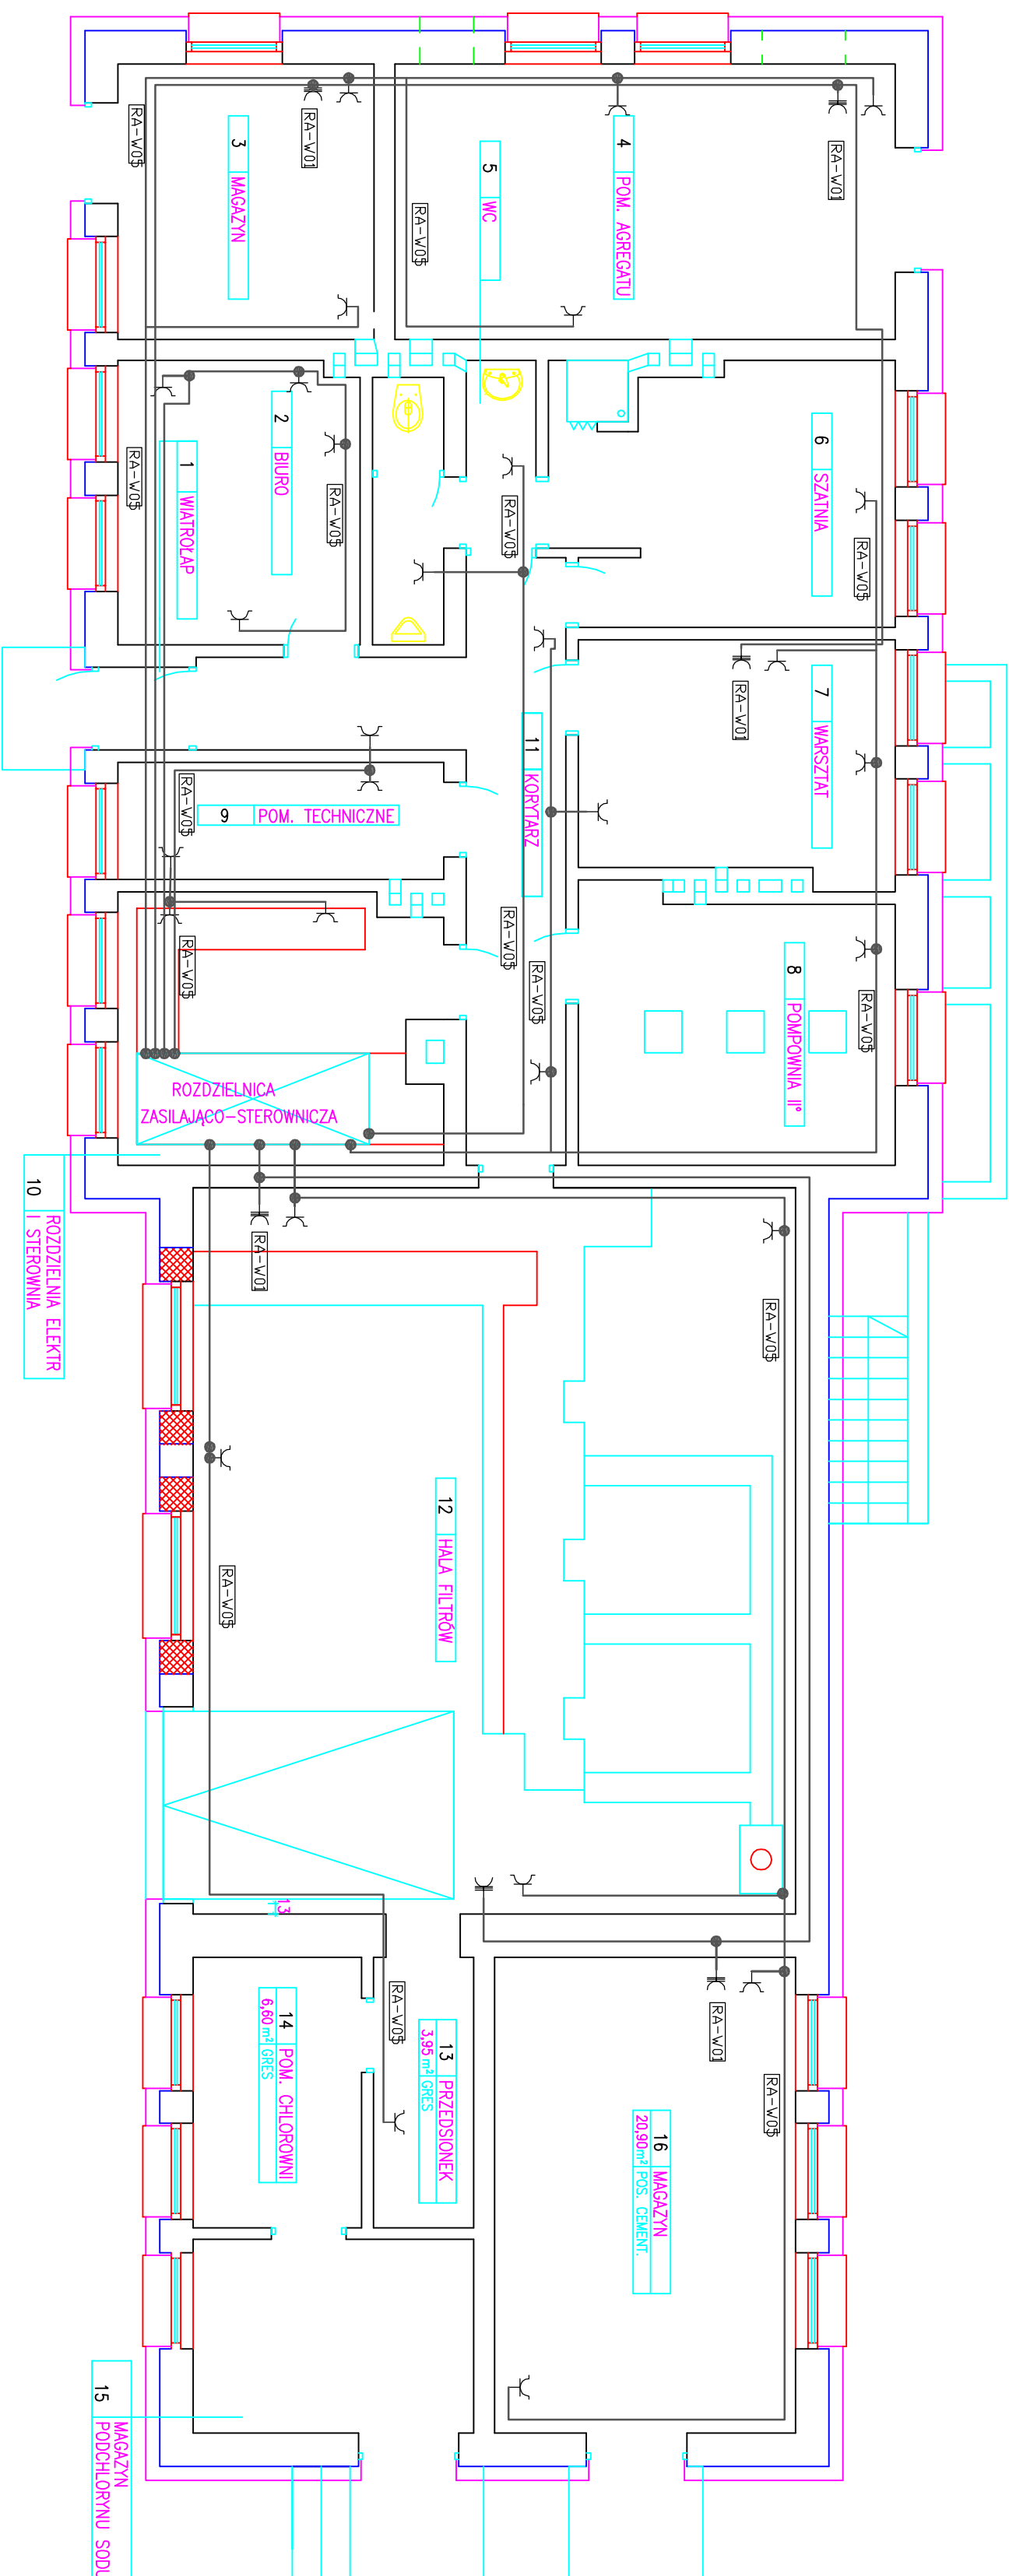 RA-W05
3 MAGAZYN
RA-W01
RA-W05
5 WC
4 POM. AGREGATU
RA-W01
1 WIATROŁAP
2 BIURO
RA-W05
RA-W05
RA-W05
6 SZATNIA
RA-W05
RA-W01
7 WARSZTAT
11 KORYTARZ
9 POM. TECHNICZNE
RA-W05
RA-W05
RA-W05
RA-W05
8 POMPOWNIA II°
RA-W05
ROZDZIELNICA
ZASILAJĄCO-STEROWNICZA
10 ROZDZIELNIA ELEKTR
I STEROWNIA
RA-W01
RA-W05
RA-W05
12 HALA FILTRÓW
13
14 POM. CHLOROWNI
6,60 m² GRES
RA-W05
13 PRZEDSIONEK
3,95 m² GRES
RA-W01
RA-W05
16 MAGAZYN
20,90 m² POS. CEMENT.
15 MAGAZYN
PODCHLORYNU SODU